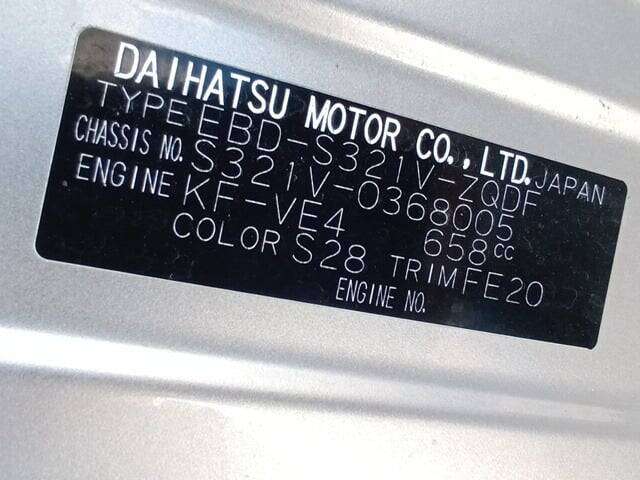 DAIHATSU MOTOR CO.,LTD. JAPAN
TYPE EBD-S321V-ZQDF
CHASSIS NO. S321V-0368005
ENGINE KF-VE4 658cc
COLOR S28 TRIM FE20
ENGINE NO.